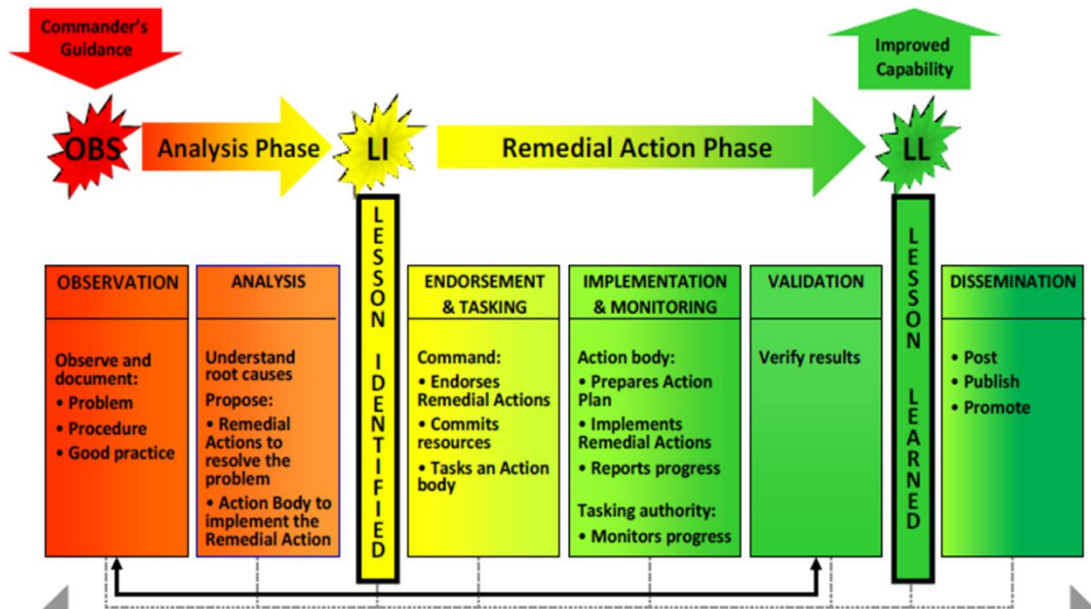 Commander's
Guidance
Improved
Capability
OBS
Analysis Phase
LI
Remedial Action Phase
LL
OBSERVATION
Observe and
document:
• Problem
• Procedure
• Good practice
ANALYSIS
Understand
root causes
Propose:
• Remedial
Actions to
resolve the
problem
• Action Body to
implement the
Remedial Action
LESSON IDENTIFIED
ENDORSEMENT
& TASKING
Command:
• Endorses
Remedial Actions
• Commits
resources
• Tasks an Action
body
IMPLEMENTATION
& MONITORING
Action body:
• Prepares Action
Plan
• Implements
Remedial Actions
• Reports progress
Tasking authority:
• Monitors progress
VALIDATION
Verify results
LESSON LEARNED
DISSEMINATION
• Post
• Publish
• Promote